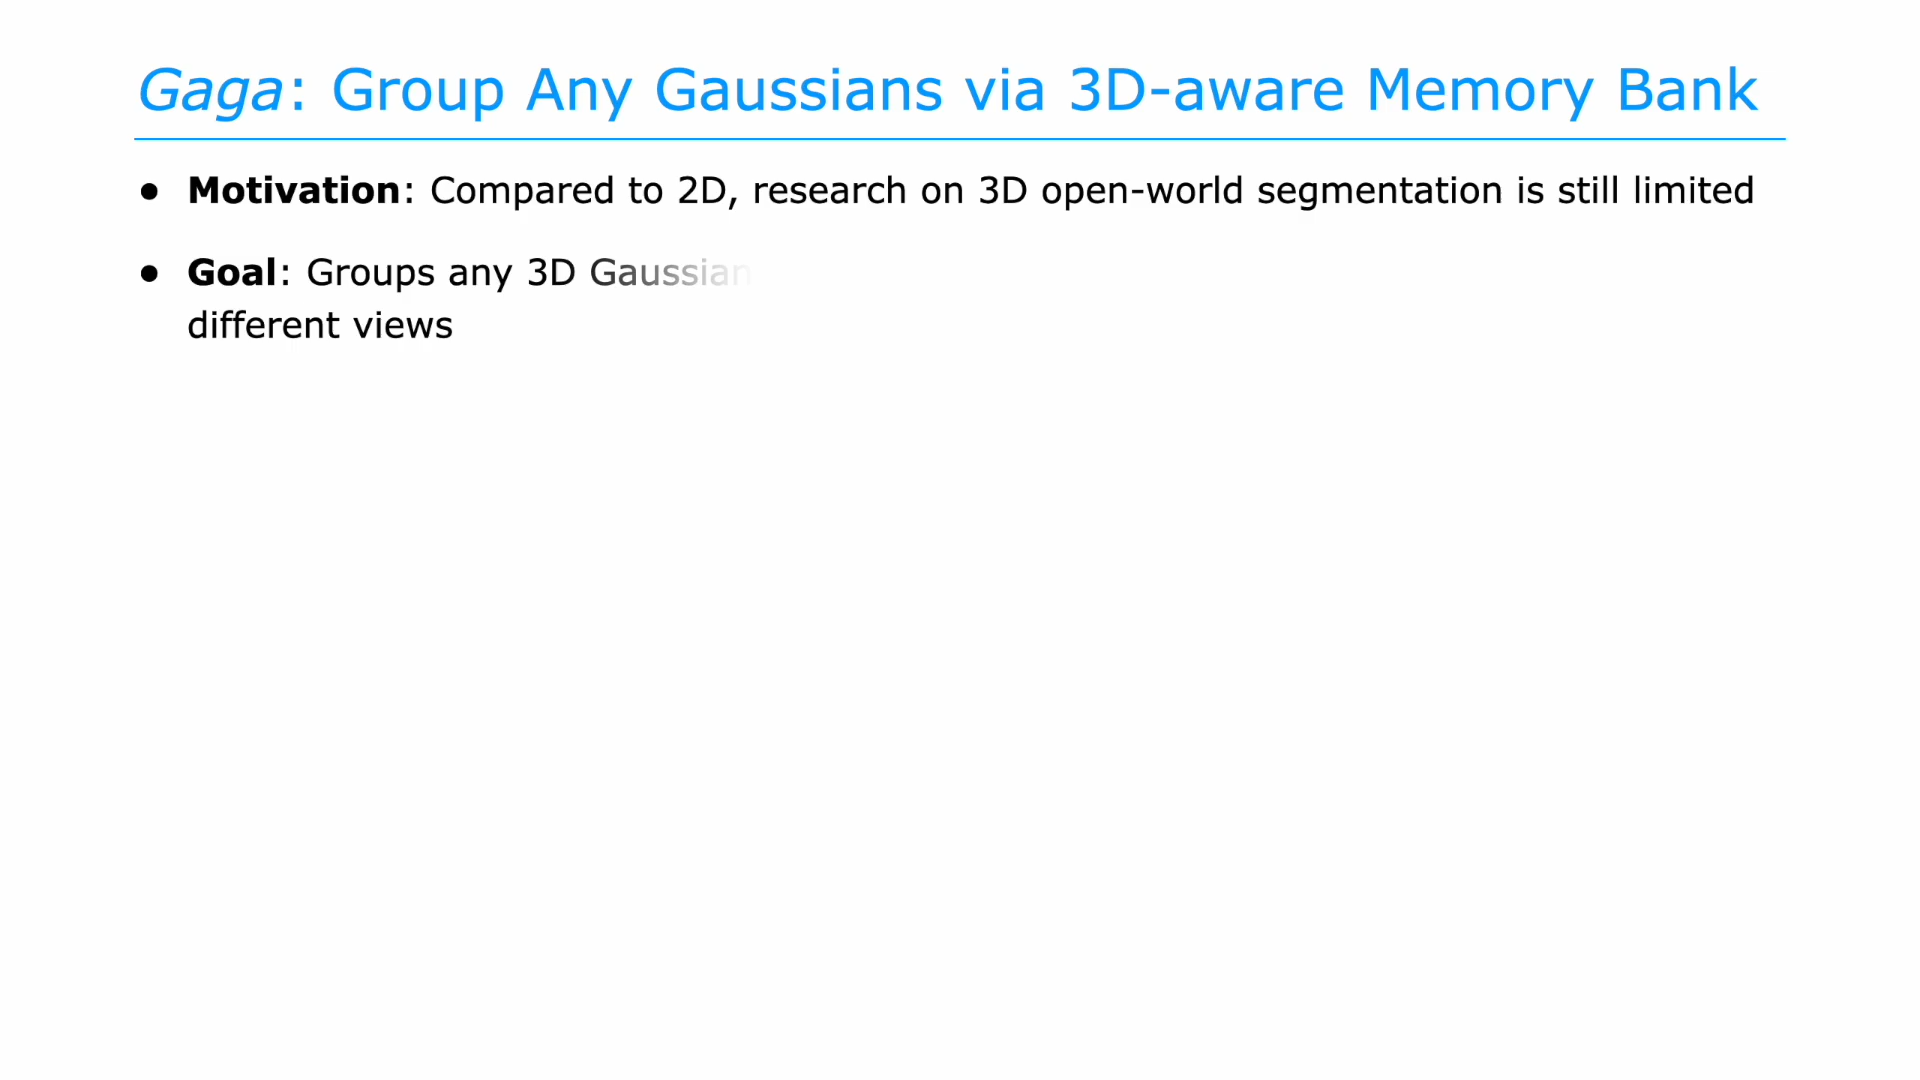 Gaga: Group Any Gaussians via 3D-aware Memory Bank
● Motivation: Compared to 2D, research on 3D open-world segmentation is still limited
● Goal: Groups any 3D Gaussian
different views